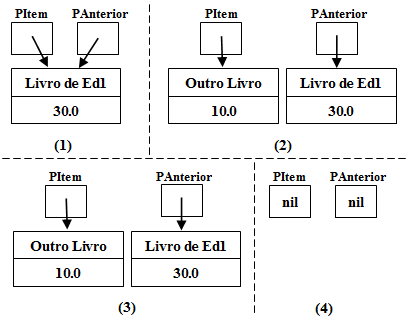 PItem PAnterior
Livro de Ed1
30.0
(1)
PItem PAnterior
Outro Livro Livro de Ed1
10.0 30.0
(2)
PItem PAnterior
Outro Livro Livro de Ed1
10.0 30.0
(3)
PItem PAnterior
nil nil
(4)